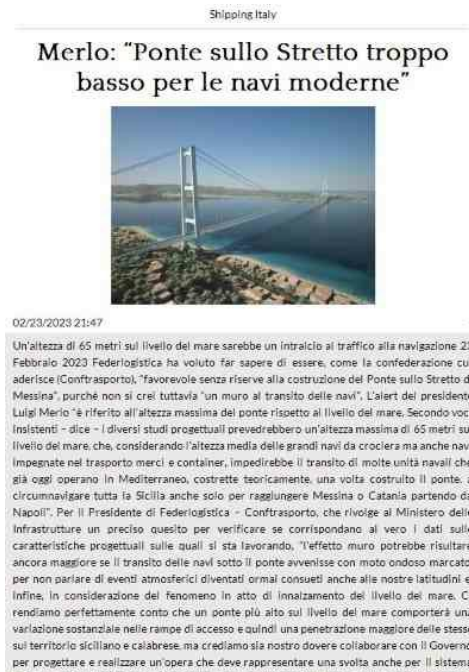 Shipping Italy
Merlo: “Ponte sullo Stretto troppo
basso per le navi moderne”
02/23/2023 21:47
Un'altezza di 65 metri sul livello del mare sarebbe un intralcio al traffico alla navigazione 23
Febbraio 2023 Federlogistica ha voluto far sapere di essere, come la confederazione cui
aderisce (Conftrasporto), "favorevole senza riserve alla costruzione del Ponte sullo Stretto di
Messina", purché non si crei tuttavia "un muro al transito delle navi". L'alert del presidente
Luigi Merlo "è riferito all'altezza massima del ponte rispetto al livello del mare. Secondo voci
insistenti – dice – i diversi studi progettuali prevedrebbero un'altezza massima di 65 metri sul
livello del mare, che, considerando l'altezza media delle grandi navi da crociera ma anche navi
impegnate nel trasporto merci e container, impedirebbe il transito di molte unità navali che
già oggi operano in Mediterraneo, costrette teoricamente, una volta costruito il ponte, a
circumnavigare tutta la Sicilia anche solo per raggiungere Messina o Catania partendo da
Napoli". Per il Presidente di Federlogistica – Conftrasporto, che rivolge al Ministero delle
Infrastrutture un preciso quesito per verificare se corrispondano al vero i dati sulle
caratteristiche progettuali sulle quali si sta lavorando, "l'effetto muro potrebbe risultare
ancora maggiore se il transito delle navi sotto il ponte avvenisse con moto ondoso marcato,
per non parlare di eventi atmosferici diventati ormai consueti anche alle nostre latitudini e,
infine, in considerazione del fenomeno in atto di innalzamento del livello del mare. Ci
rendiamo perfettamente conto che un ponte più alto sul livello del mare comporterà una
variazione sostanziale nelle rampe di accesso e quindi una penetrazione maggiore delle stesse
sul territorio siciliano e calabrese, ma crediamo sia nostro dovere collaborare con il Governo
per progettare e realizzare un'opera che deve rappresentare una svolta anche per il sistema